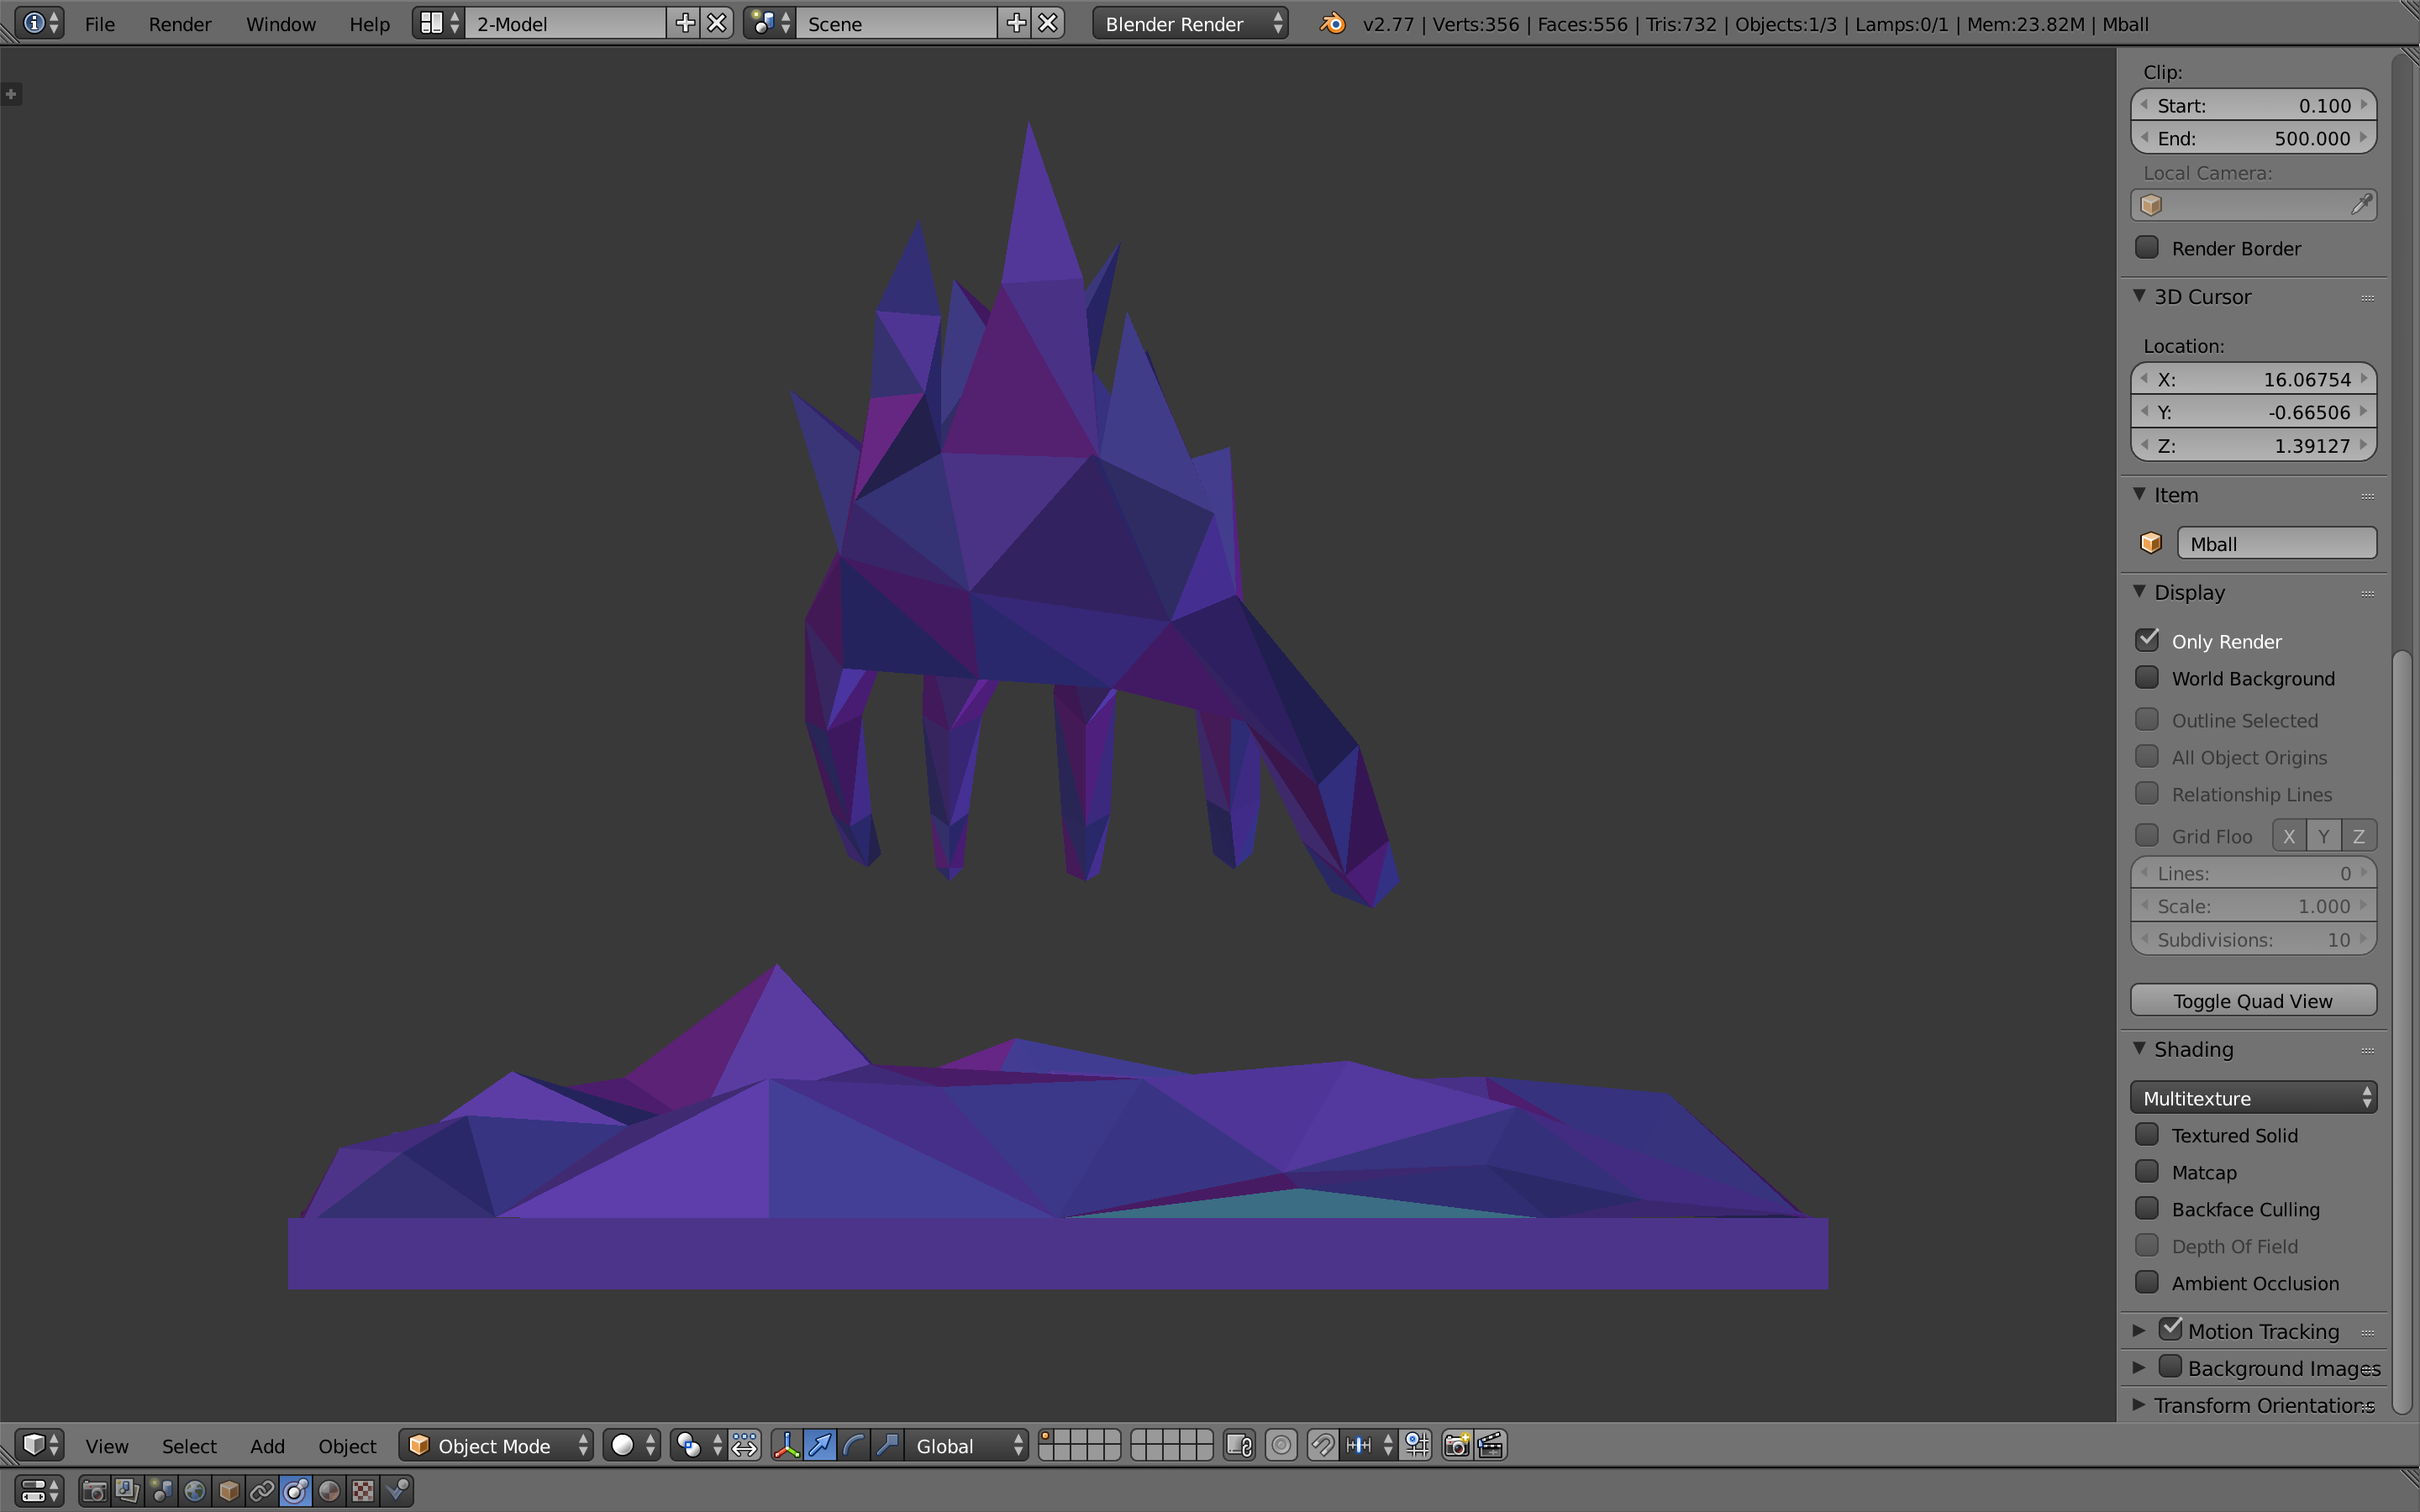 File Render Window Help 2-Model Scene Blender Render v2.77 | Verts:356 | Faces:556 | Tris:732 | Objects:1/3 | Lamps:0/1 | Mem:23.82M | Mball
Clip:
Start: 0.100
End: 500.000
Local Camera:
Render Border
3D Cursor
Location:
X: 16.06754
Y: -0.66506
Z: 1.39127
Item
Mball
Display
Only Render
World Background
Outline Selected
All Object Origins
Relationship Lines
Grid Floo X Y Z
Lines: 0
Scale: 1.000
Subdivisions: 10
Toggle Quad View
Shading
Multitexture
Textured Solid
Matcap
Backface Culling
Depth Of Field
Ambient Occlusion
Motion Tracking
Background Images
Transform Orientations
View Select Add Object Object Mode Global